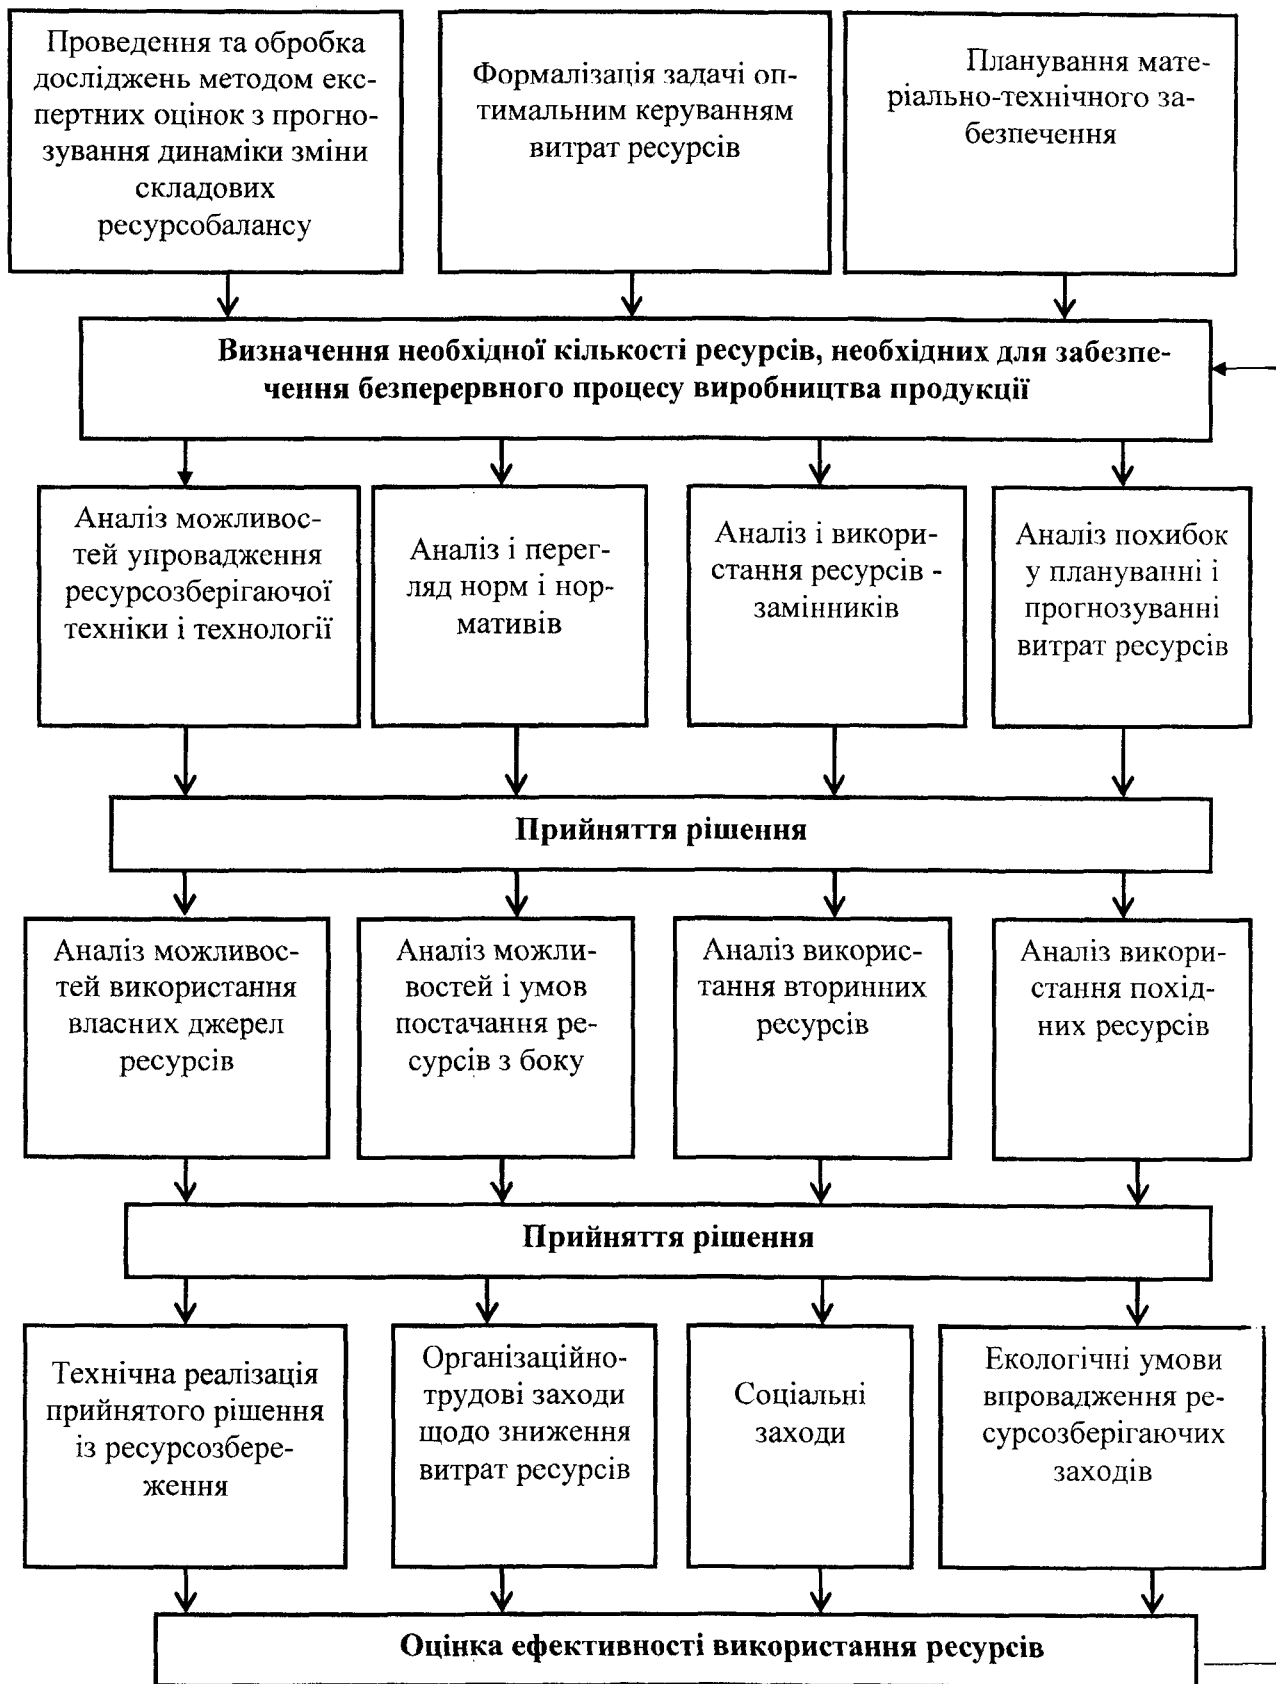 Проведення та обробка
досліджень методом екс-
пертних оцінок з прогно-
зування динаміки зміни
складових
ресурсобалансу
Формалізація задачі оп-
тимальним керуванням
витрат ресурсів
Планування мате-
ріально-технічного за-
безпечення
Визначення необхідної кількості ресурсів, необхідних для забезпе-
чення безперервного процесу виробництва продукції
Аналіз можливос-
тей упровадження
ресурсозберігаючої
техніки і технології
Аналіз і перег-
ляд норм і нор-
мативів
Аналіз і викори-
стання ресурсів -
замінників
Аналіз похибок
у плануванні і
прогнозуванні
витрат ресурсів
Прийняття рішення
Аналіз можливос-
тей використання
власних джерел
ресурсів
Аналіз можли-
востей і умов
постачання ре-
сурсів з боку
Аналіз викорис-
тання вторинних
ресурсів
Аналіз викори-
стання похід-
них ресурсів
Прийняття рішення
Технічна реалізація
прийнятого рішення
із ресурсозбере-
ження
Організаційно-
трудові заходи
щодо зниження
витрат ресурсів
Соціальні
заходи
Екологічні умови
впровадження ре-
сурсозберігаючих
заходів
Оцінка ефективності використання ресурсів